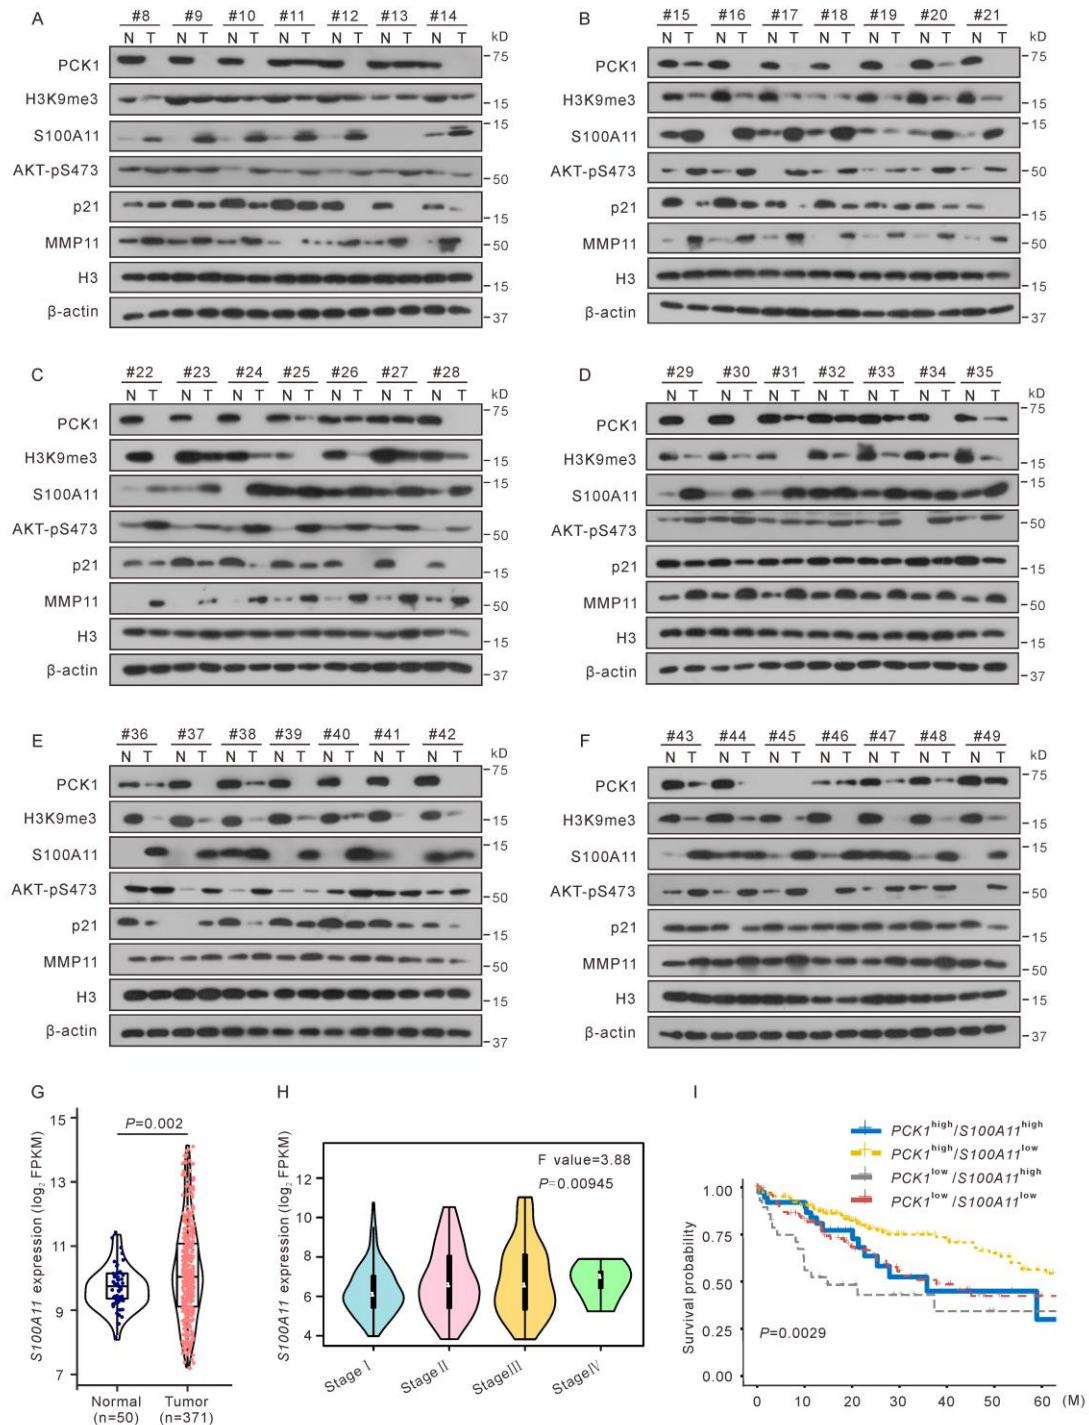 A
#8 #9 #10 #11 #12 #13 #14
N T N T N T N T N T N T N T
kD
PCK1
75
H3K9me3
15
S100A11
15
AKT-pS473
50
p21
15
MMP11
50
H3
15
β-actin
37
B
#15 #16 #17 #18 #19 #20 #21
N T N T N T N T N T N T N T
kD
PCK1
75
H3K9me3
15
S100A11
15
AKT-pS473
50
p21
15
MMP11
50
H3
15
β-actin
37
C
#22 #23 #24 #25 #26 #27 #28
N T N T N T N T N T N T N T
kD
PCK1
75
H3K9me3
15
S100A11
15
AKT-pS473
50
p21
15
MMP11
50
H3
15
β-actin
37
D
#29 #30 #31 #32 #33 #34 #35
N T N T N T N T N T N T N T
kD
PCK1
75
H3K9me3
15
S100A11
15
AKT-pS473
50
p21
15
MMP11
50
H3
15
β-actin
37
E
#36 #37 #38 #39 #40 #41 #42
N T N T N T N T N T N T N T
kD
PCK1
75
H3K9me3
15
S100A11
15
AKT-pS473
50
p21
15
MMP11
50
H3
15
β-actin
37
F
#43 #44 #45 #46 #47 #48 #49
N T N T N T N T N T N T N T
kD
PCK1
75
H3K9me3
15
S100A11
15
AKT-pS473
50
p21
15
MMP11
50
H3
15
β-actin
37
G
S100A11 expression (log₂ FPKM)
15
13
11
9
7
P=0.002
Normal
(n=50)
Tumor
(n=371)
H
S100A11 expression (log₂ FPKM)
12
10
8
6
4
F value=3.88
P=0.00945
Stage I
Stage II
StageIII
StageIV
I
PCK1high/S100A11high
PCK1high/S100A11low
PCK1low/S100A11high
PCK1low/S100A11low
Survival probability
1.00
0.75
0.50
0.25
0.00
P=0.0029
0 10 20 30 40 50 60 (M)